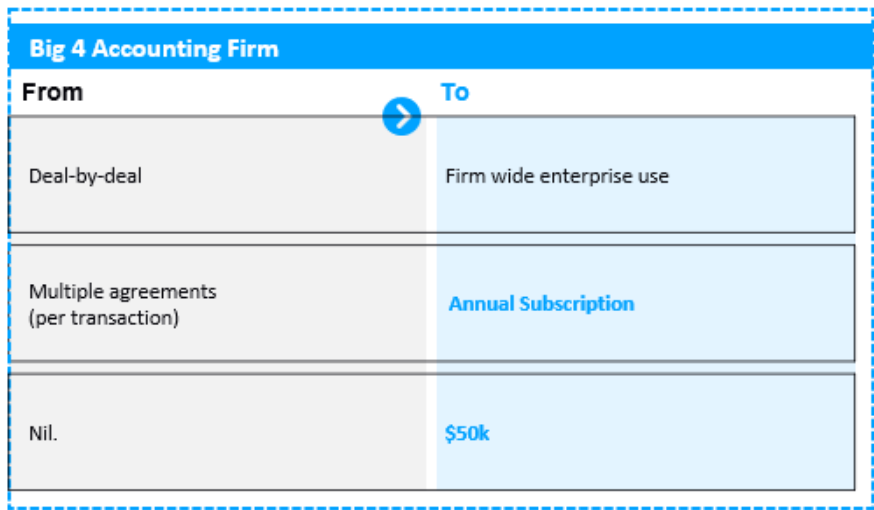 Big 4 Accounting Firm
From
To
Deal-by-deal
Firm wide enterprise use
Multiple agreements
(per transaction)
Annual Subscription
Nil.
$50k